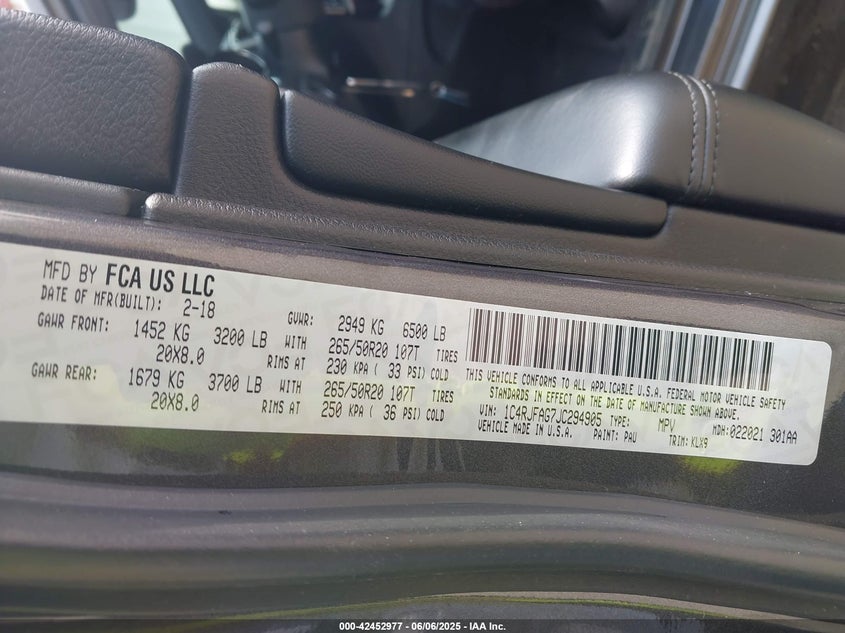 MFD BY FCA US LLC
DATE OF MFR(BUILT): 2-18 GVWR: 2949 KG 6500 LB
GAWR FRONT: 1452 KG 3200 LB WITH 265/50R20 107T TIRES
20X8.0 RIMS AT 230 KPA ( 33 PSI) COLD
GAWR REAR: 1679 KG 3700 LB WITH 265/50R20 107T TIRES
20X8.0 RIMS AT 250 KPA ( 36 PSI) COLD
THIS VEHICLE CONFORMS TO ALL APPLICABLE U.S.A. FEDERAL MOTOR VEHICLE SAFETY
STANDARDS IN EFFECT ON THE DATE OF MANUFACTURE SHOWN ABOVE.
VIN: 1C4RJFAG7JC294905 TYPE: MPV MDH:022021 301AA
VEHICLE MADE IN U.S.A. PAINT: PAU TRIM: KLX9
000-42452977 - 06/06/2025 - IAA Inc.